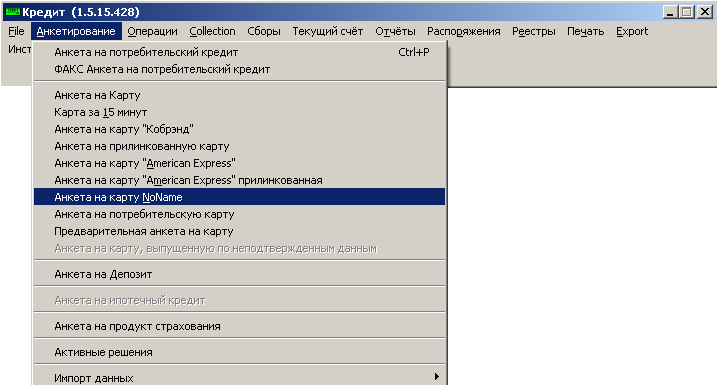 Кредит (1.5.15.428)
File Анкетирование Операции Collection Сборы Текущий счёт Отчёты Распоряжения Реестры Печать Export
Инст
Анкета на потребительский кредит Ctrl+P
ФАКС Анкета на потребительский кредит
Анкета на Карту
Карта за 15 минут
Анкета на карту "Кобрэнд"
Анкета на прилинкованную карту
Анкета на карту "American Express"
Анкета на карту "American Express" прилинкованная
Анкета на карту NoName
Анкета на потребительскую карту
Предварительная анкета на карту
Анкета на карту, выпущенную по неподтвержденным данным
Анкета на Депозит
Анкета на ипотечный кредит
Анкета на продукт страхования
Активные решения
Импорт данных